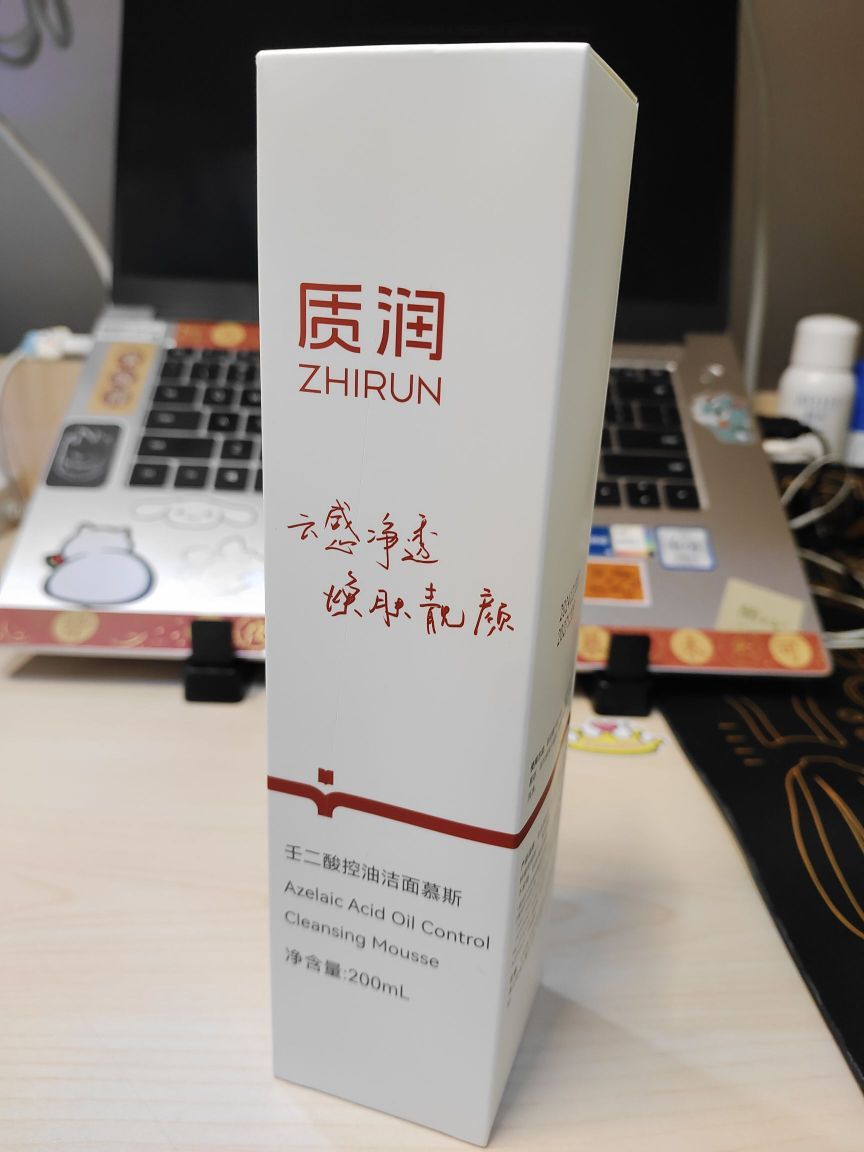 质润
ZHIRUN
云感净透
焕肤靓颜
壬二酸控油洁面慕斯
Azelaic Acid Oil Control
Cleansing Mousse
净含量:200mL